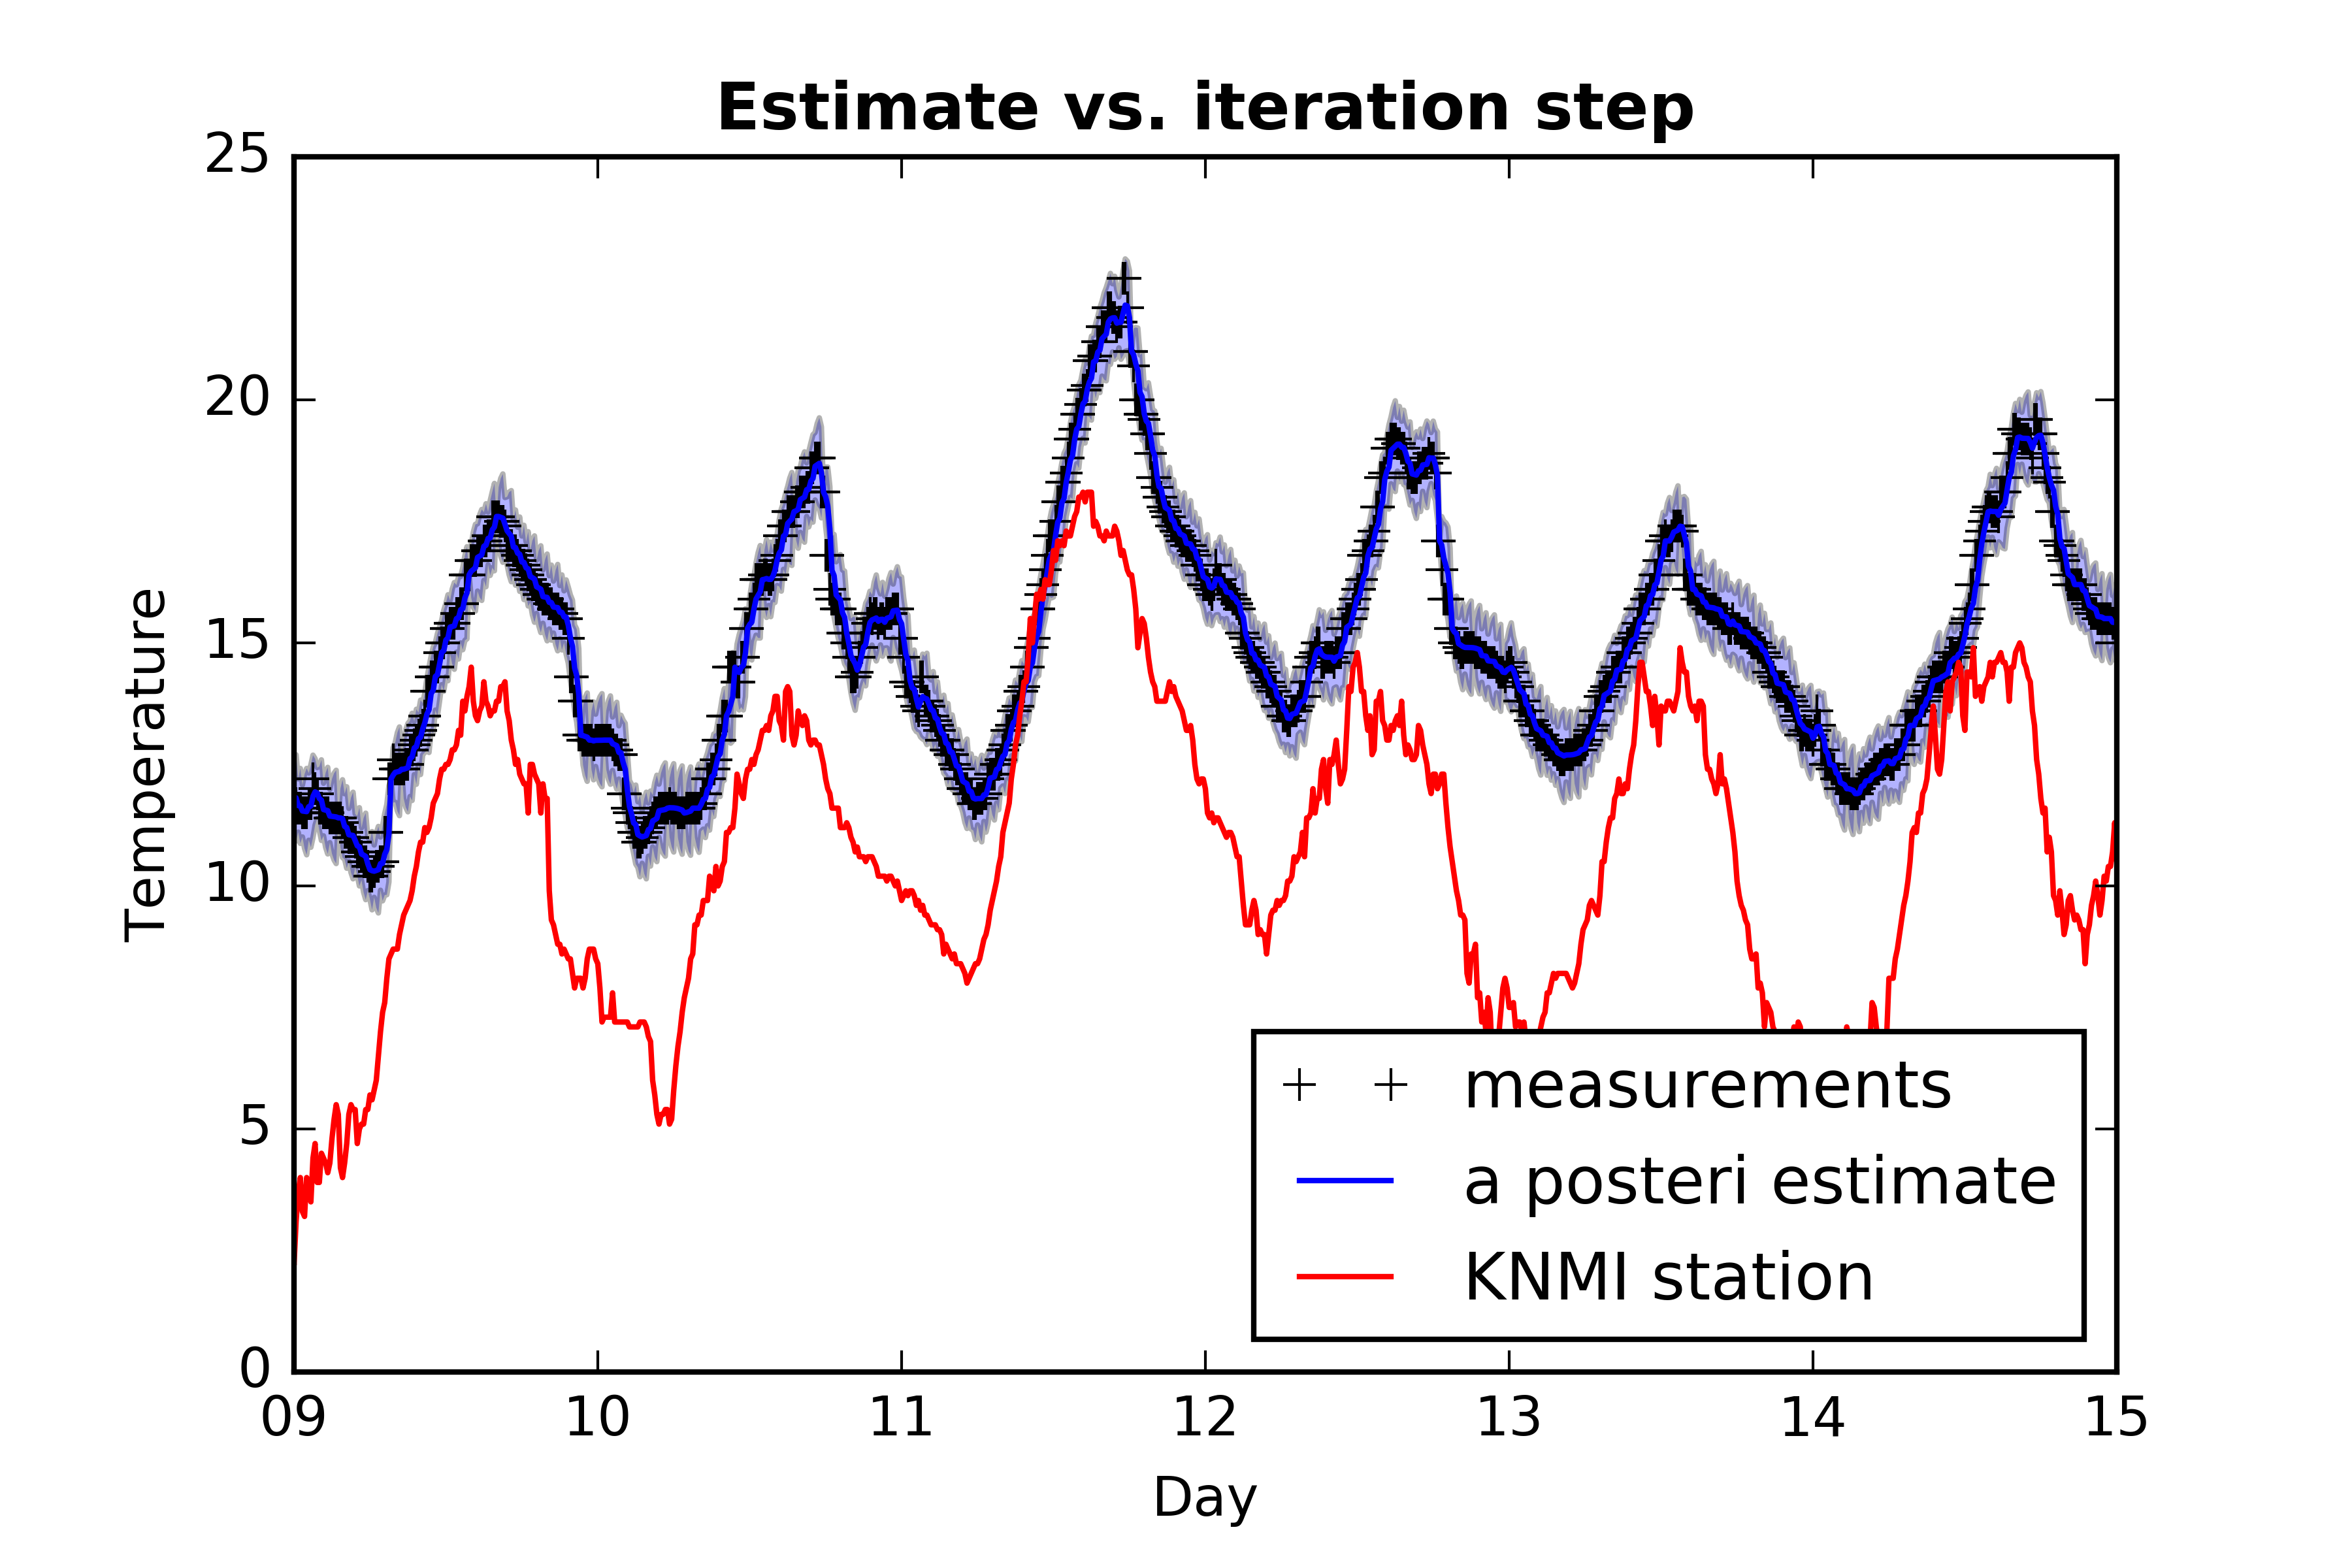 Estimate vs. iteration step
25
20
15
10
5
0
Temperature
09 10 11 12 13 14 15
Day
measurements
a posteri estimate
KNMI station